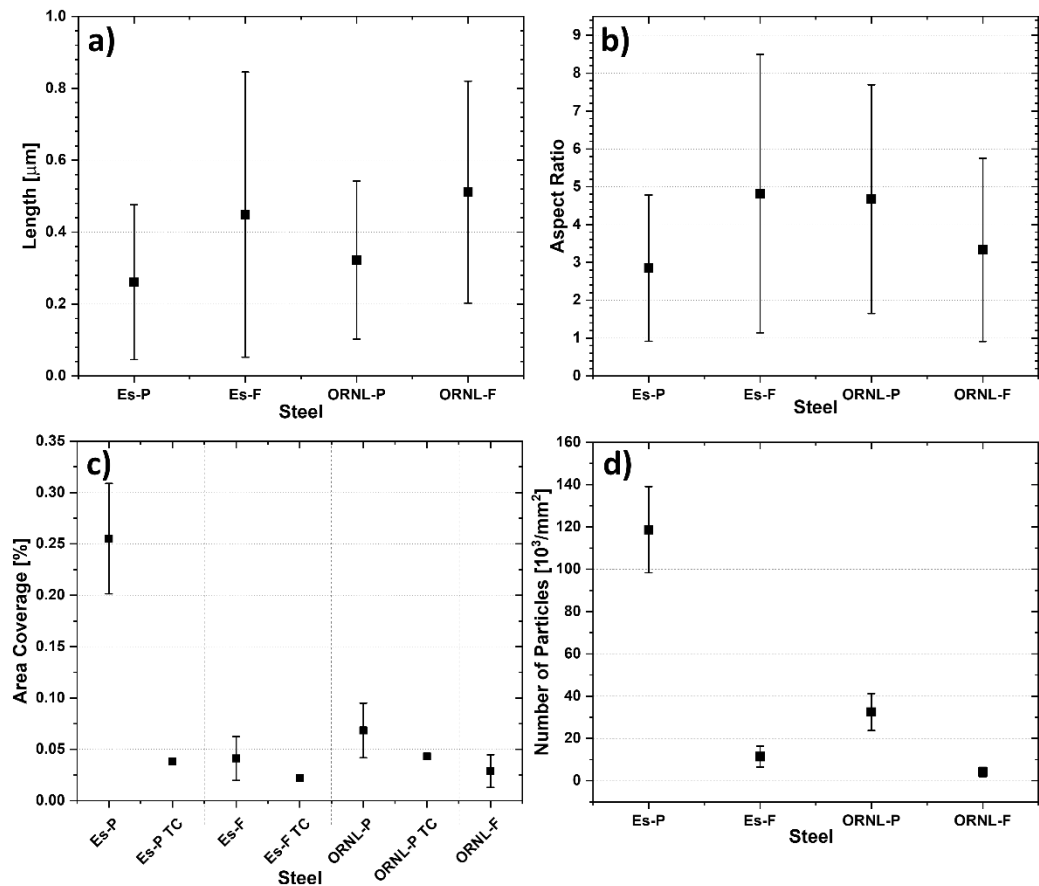 a)
1.0
0.8
0.6
0.4
0.2
0.0
Length [μm]
Es-P Es-F ORNL-P ORNL-F
Steel
b)
9
8
7
6
5
4
3
2
1
0
Aspect Ratio
Es-P Es-F ORNL-P ORNL-F
Steel
c)
0.35
0.30
0.25
0.20
0.15
0.10
0.05
0.00
Area Coverage [%]
Es-P Es-P TC Es-F Es-F TC ORNL-P ORNL-P TC ORNL-F
Steel
d)
160
140
120
100
80
60
40
20
0
Number of Particles [10³/mm²]
Es-P Es-F ORNL-P ORNL-F
Steel